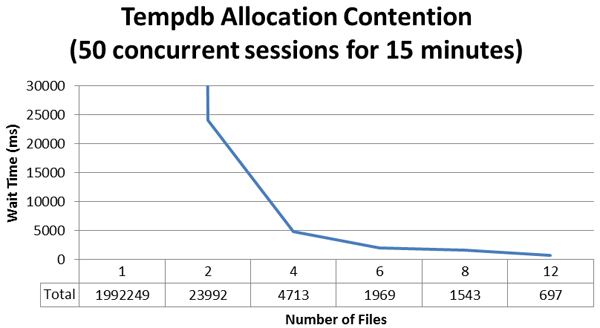 Tempdb Allocation Contention
(50 concurrent sessions for 15 minutes)
30000
25000
20000
15000
10000
5000
0
Wait Time (ms)
1 2 4 6 8 12
Total 1992249 23992 4713 1969 1543 697
Number of Files